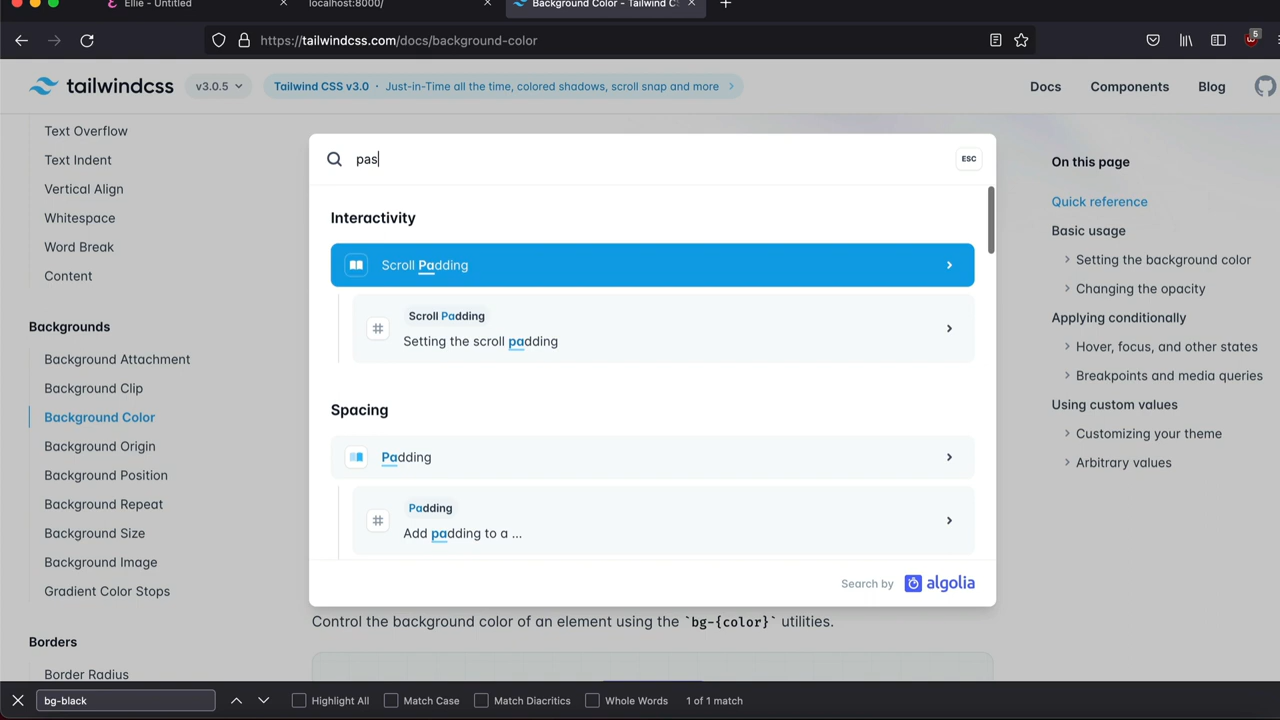 Ellie - Untitled
localhost:8000/
Background Color - Tailwind C
https://tailwindcss.com/docs/background-color
5
tailwindcss
v3.0.5
Tailwind CSS v3.0 · Just-in-Time all the time, colored shadows, scroll snap and more
Docs
Components
Blog
Text Overflow
Text Indent
Vertical Align
Whitespace
Word Break
Content
Backgrounds
Background Attachment
Background Clip
Background Color
Background Origin
Background Position
Background Repeat
Background Size
Background Image
Gradient Color Stops
Borders
Border Radius
pas
ESC
Interactivity
Scroll Padding
Scroll Padding
Setting the scroll padding
Spacing
Padding
Padding
Add padding to a ...
Search by algolia
Control the background color of an element using the `bg-{color}` utilities.
On this page
Quick reference
Basic usage
Setting the background color
Changing the opacity
Applying conditionally
Hover, focus, and other states
Breakpoints and media queries
Using custom values
Customizing your theme
Arbitrary values
bg-black
Highlight All
Match Case
Match Diacritics
Whole Words
1 of 1 match